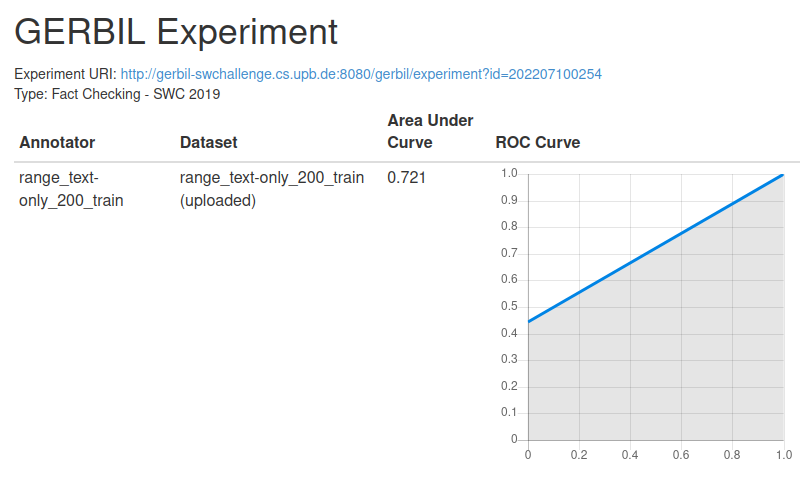 GERBIL Experiment
Experiment URI: http://gerbil-swchallenge.cs.upb.de:8080/gerbil/experiment?id=202207100254
Type: Fact Checking - SWC 2019
Annotator
Dataset
Area Under
Curve
ROC Curve
range_text-
only_200_train
range_text-only_200_train
(uploaded)
0.721
1.0
0.9
0.8
0.7
0.6
0.5
0.4
0.3
0.2
0.1
0
0 0.2 0.4 0.6 0.8 1.0